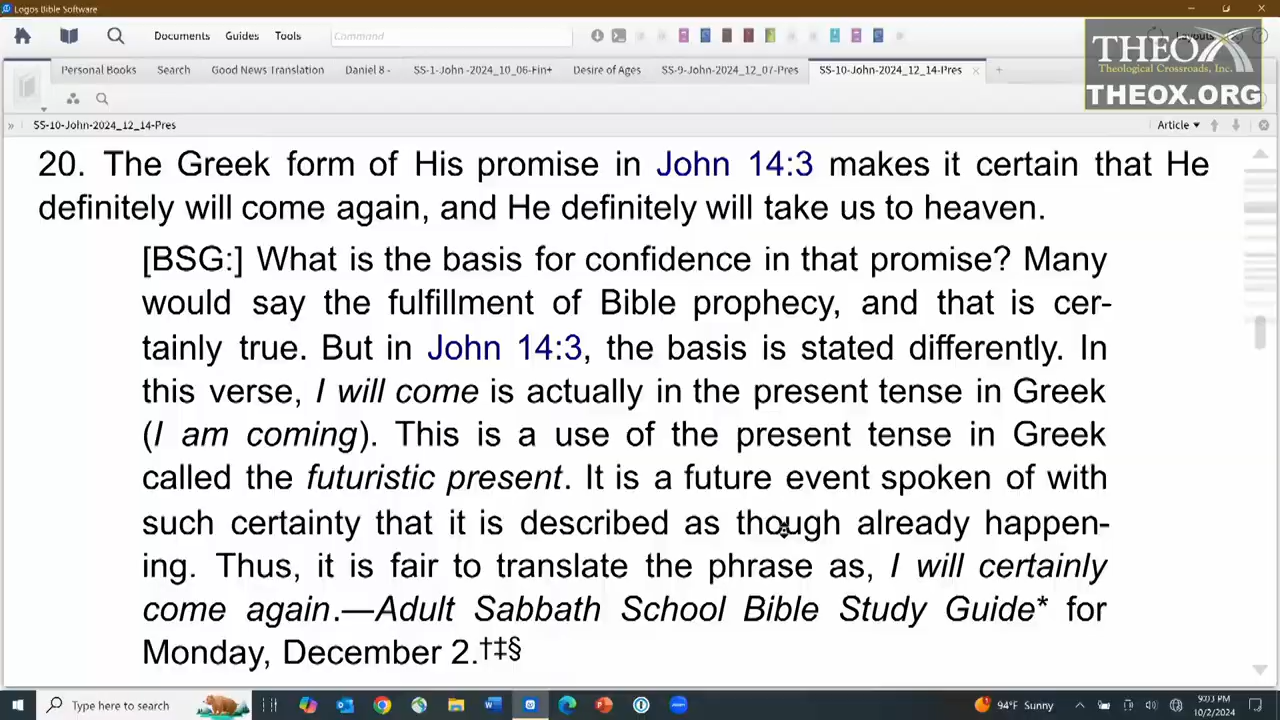 Logos Bible Software
Documents Guides Tools Command Layouts
THEOX
Theological Crossroads, Inc.
THEOX.ORG
Personal Books Search Good News Translation Daniel 8 - 06-Fin+ Desire of Ages SS-9-John-2024_12_07-Pres SS-10-John-2024_12_14-Pres
SS-10-John-2024_12_14-Pres Article
20. The Greek form of His promise in John 14:3 makes it certain that He
definitely will come again, and He definitely will take us to heaven.
[BSG:] What is the basis for confidence in that promise? Many
would say the fulfillment of Bible prophecy, and that is cer-
tainly true. But in John 14:3, the basis is stated differently. In
this verse, I will come is actually in the present tense in Greek
(I am coming). This is a use of the present tense in Greek
called the futuristic present. It is a future event spoken of with
such certainty that it is described as though already happen-
ing. Thus, it is fair to translate the phrase as, I will certainly
come again.—Adult Sabbath School Bible Study Guide* for
Monday, December 2.†‡§
Type here to search 94°F Sunny 9:03 PM
10/2/2024